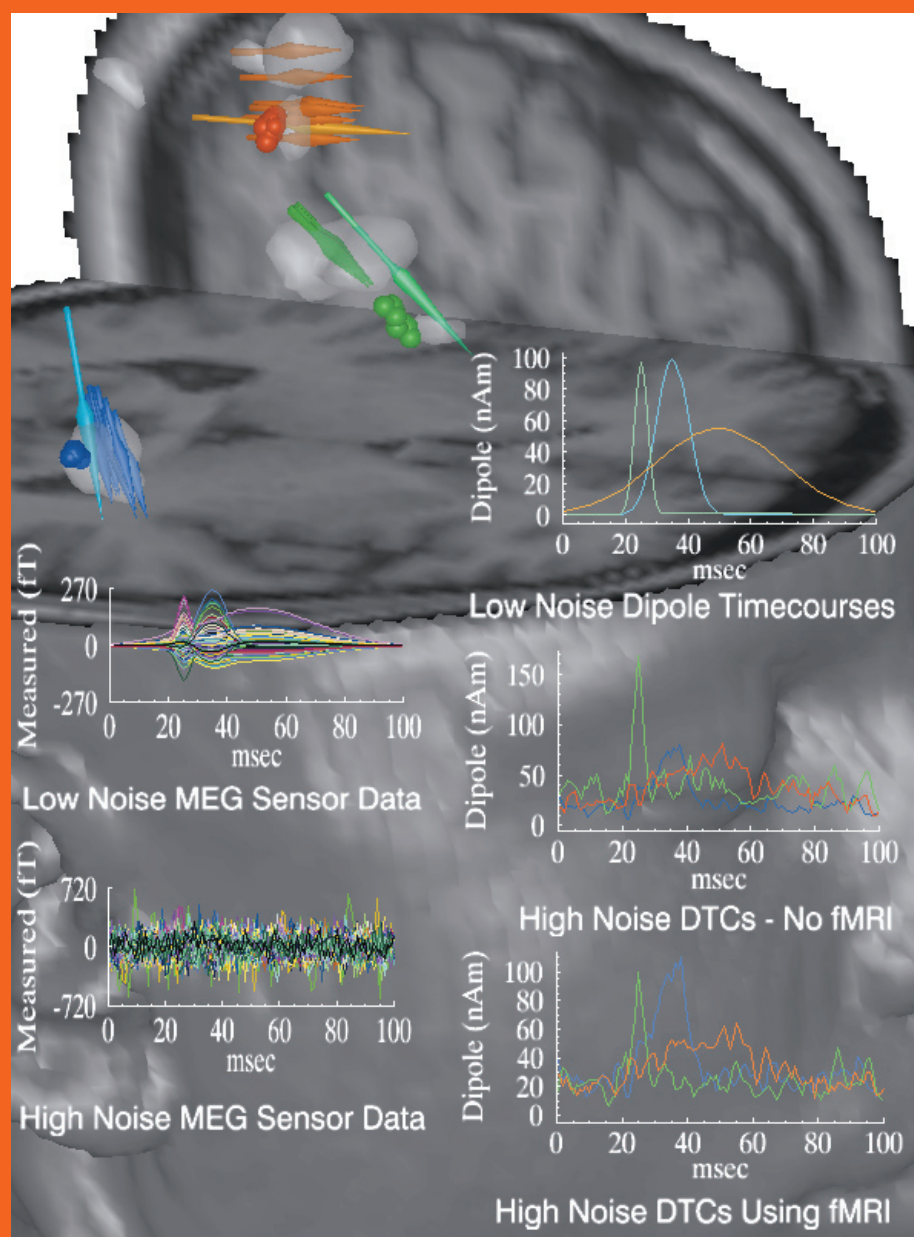 Dipole (nAm)
100
80
60
40
20
0
0 20 40 60 80 100
msec
Low Noise Dipole Timecourses
Measured (fT)
270
0
-270
0 20 40 60 80 100
msec
Low Noise MEG Sensor Data
Dipole (nAm)
150
100
50
0
0 20 40 60 80 100
msec
High Noise DTCs - No fMRI
Measured (fT)
720
0
-720
0 20 40 60 80 100
msec
High Noise MEG Sensor Data
Dipole (nAm)
100
80
60
40
20
0
0 20 40 60 80 100
msec
High Noise DTCs Using fMRI